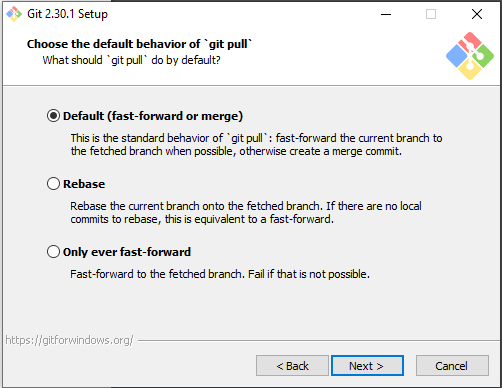 Git 2.30.1 Setup
Choose the default behavior of `git pull`
What should `git pull` do by default?
Default (fast-forward or merge)
This is the standard behavior of `git pull`: fast-forward the current branch to
the fetched branch when possible, otherwise create a merge commit.
Rebase
Rebase the current branch onto the fetched branch. If there are no local
commits to rebase, this is equivalent to a fast-forward.
Only ever fast-forward
Fast-forward to the fetched branch. Fail if that is not possible.
https://gitforwindows.org/
< Back
Next >
Cancel